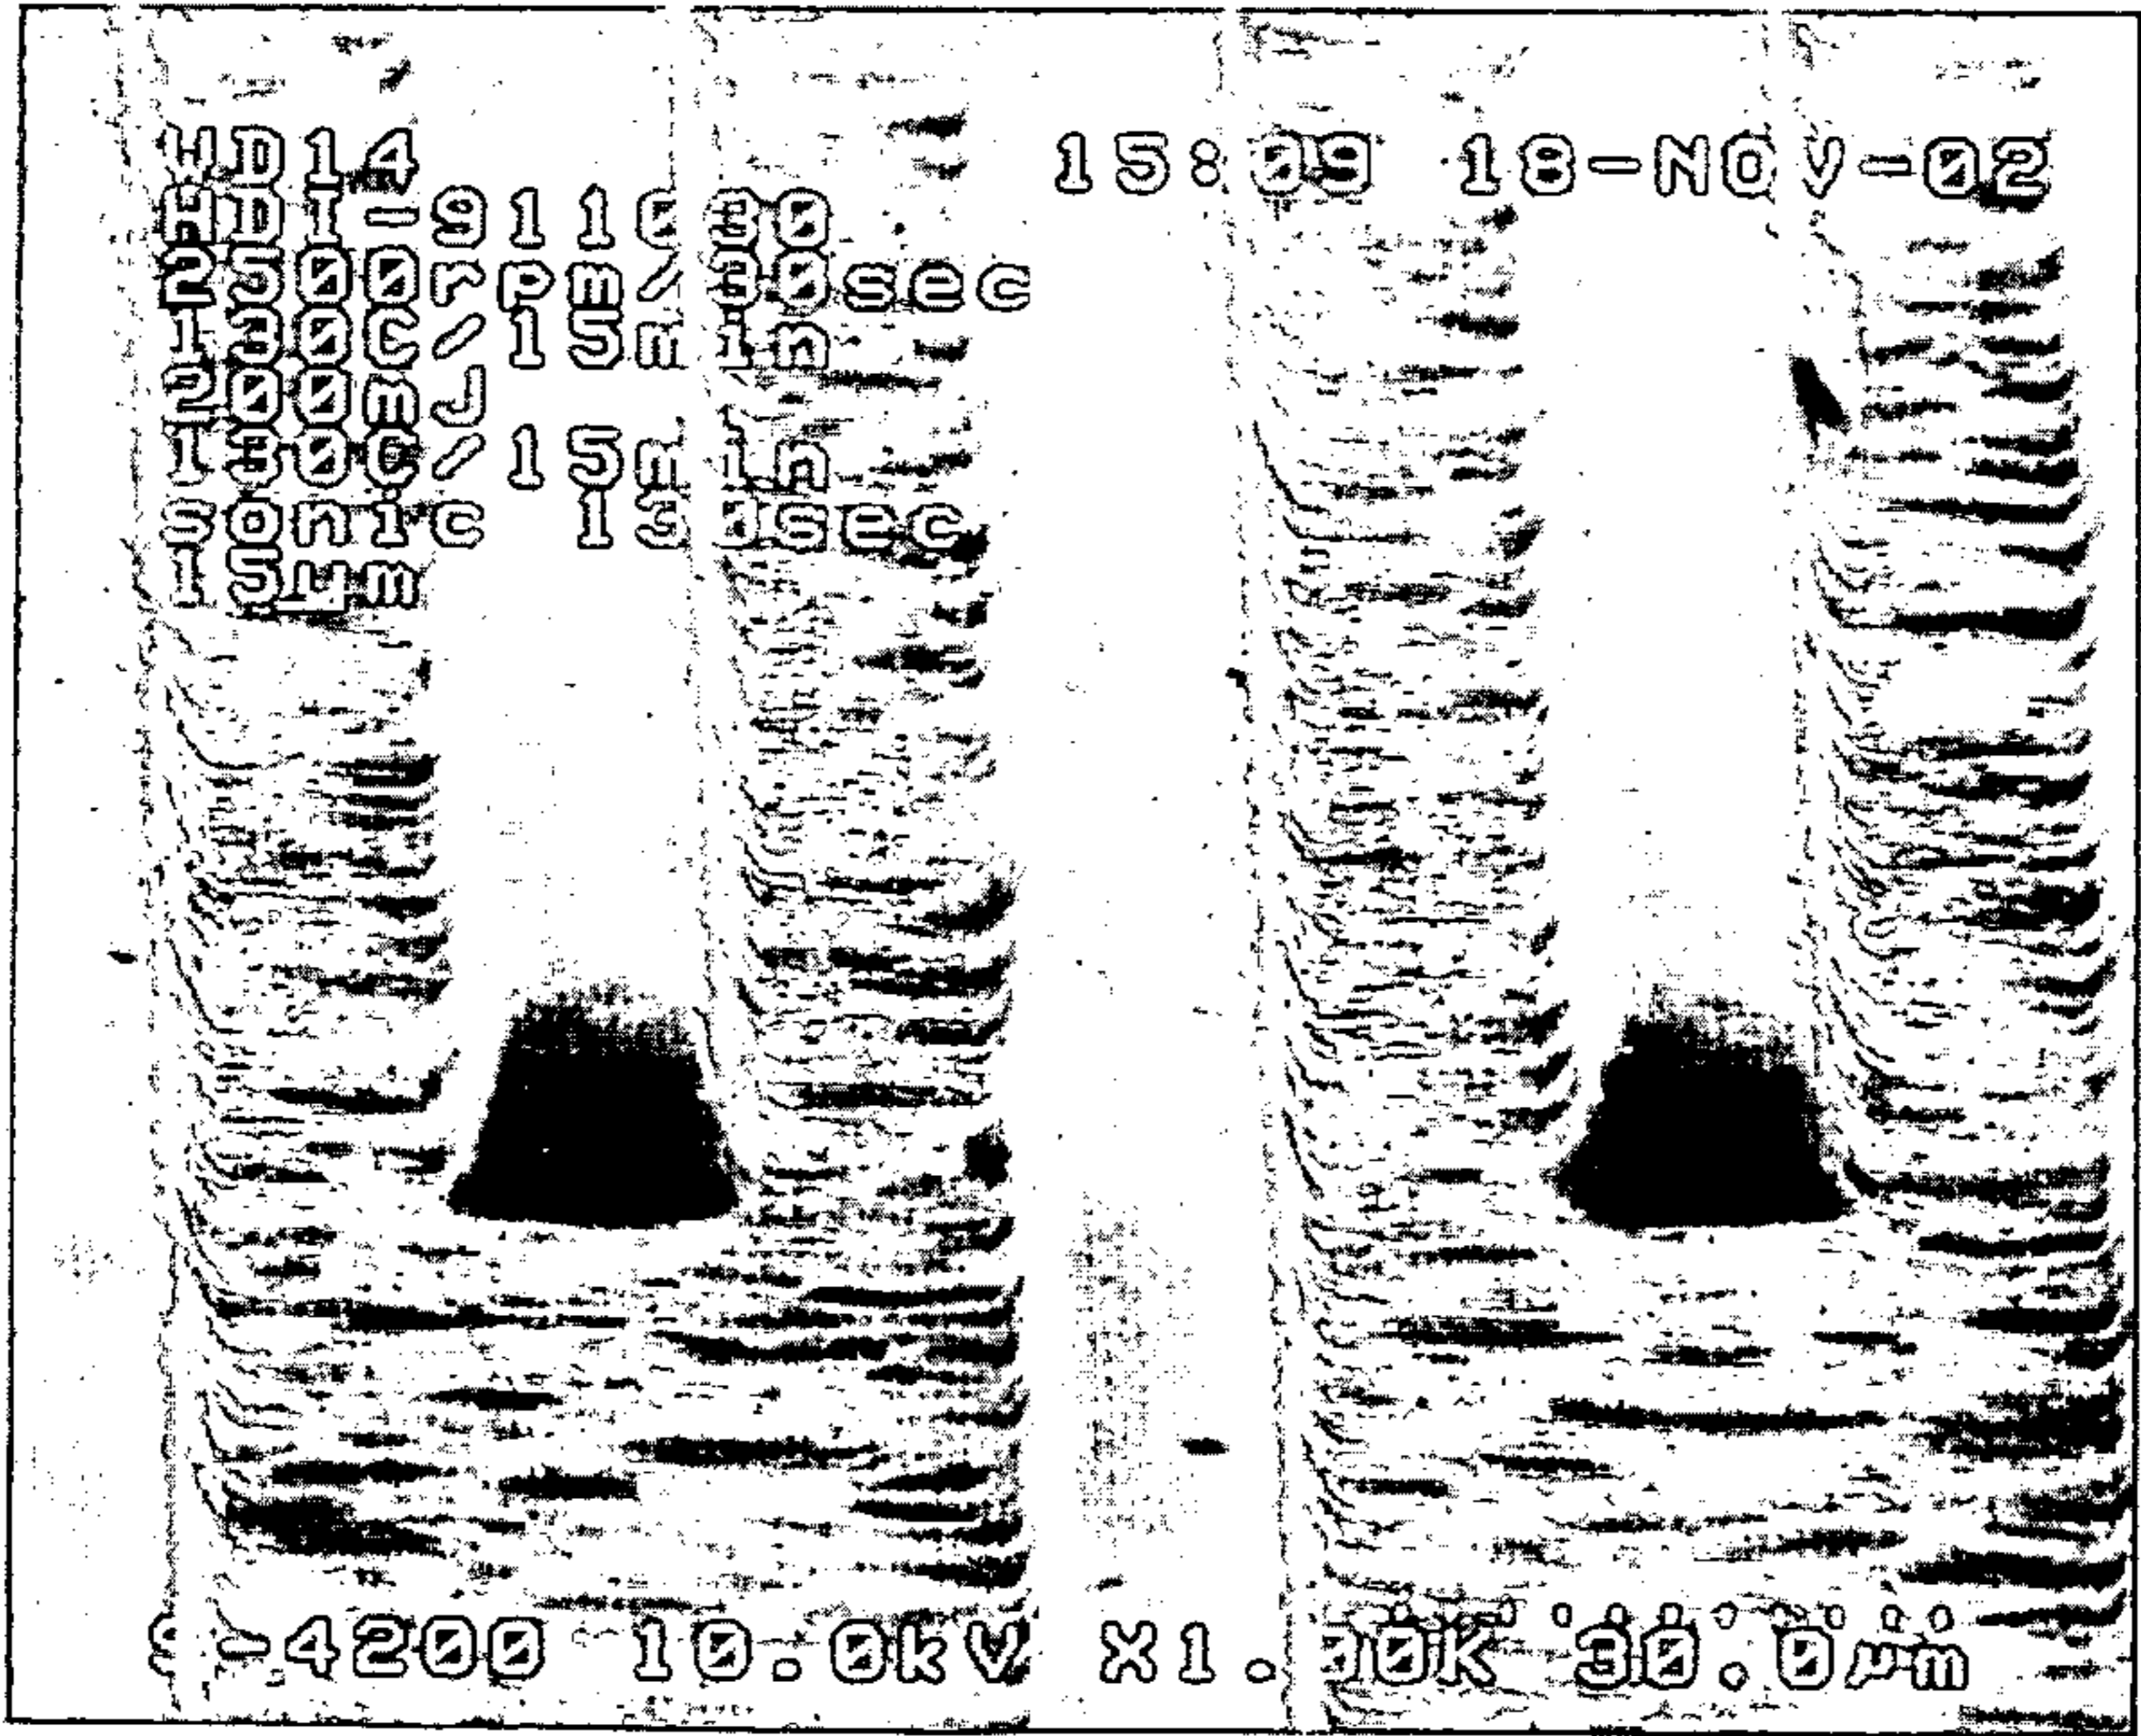 WD14
15:09 18-NOV-02
HDI-911030
2500rpm/30sec
130C/15min
200mJ
130C/15min
sonic 130sec
15μm
S-4200 10.0kV X1.00K 30.0μm